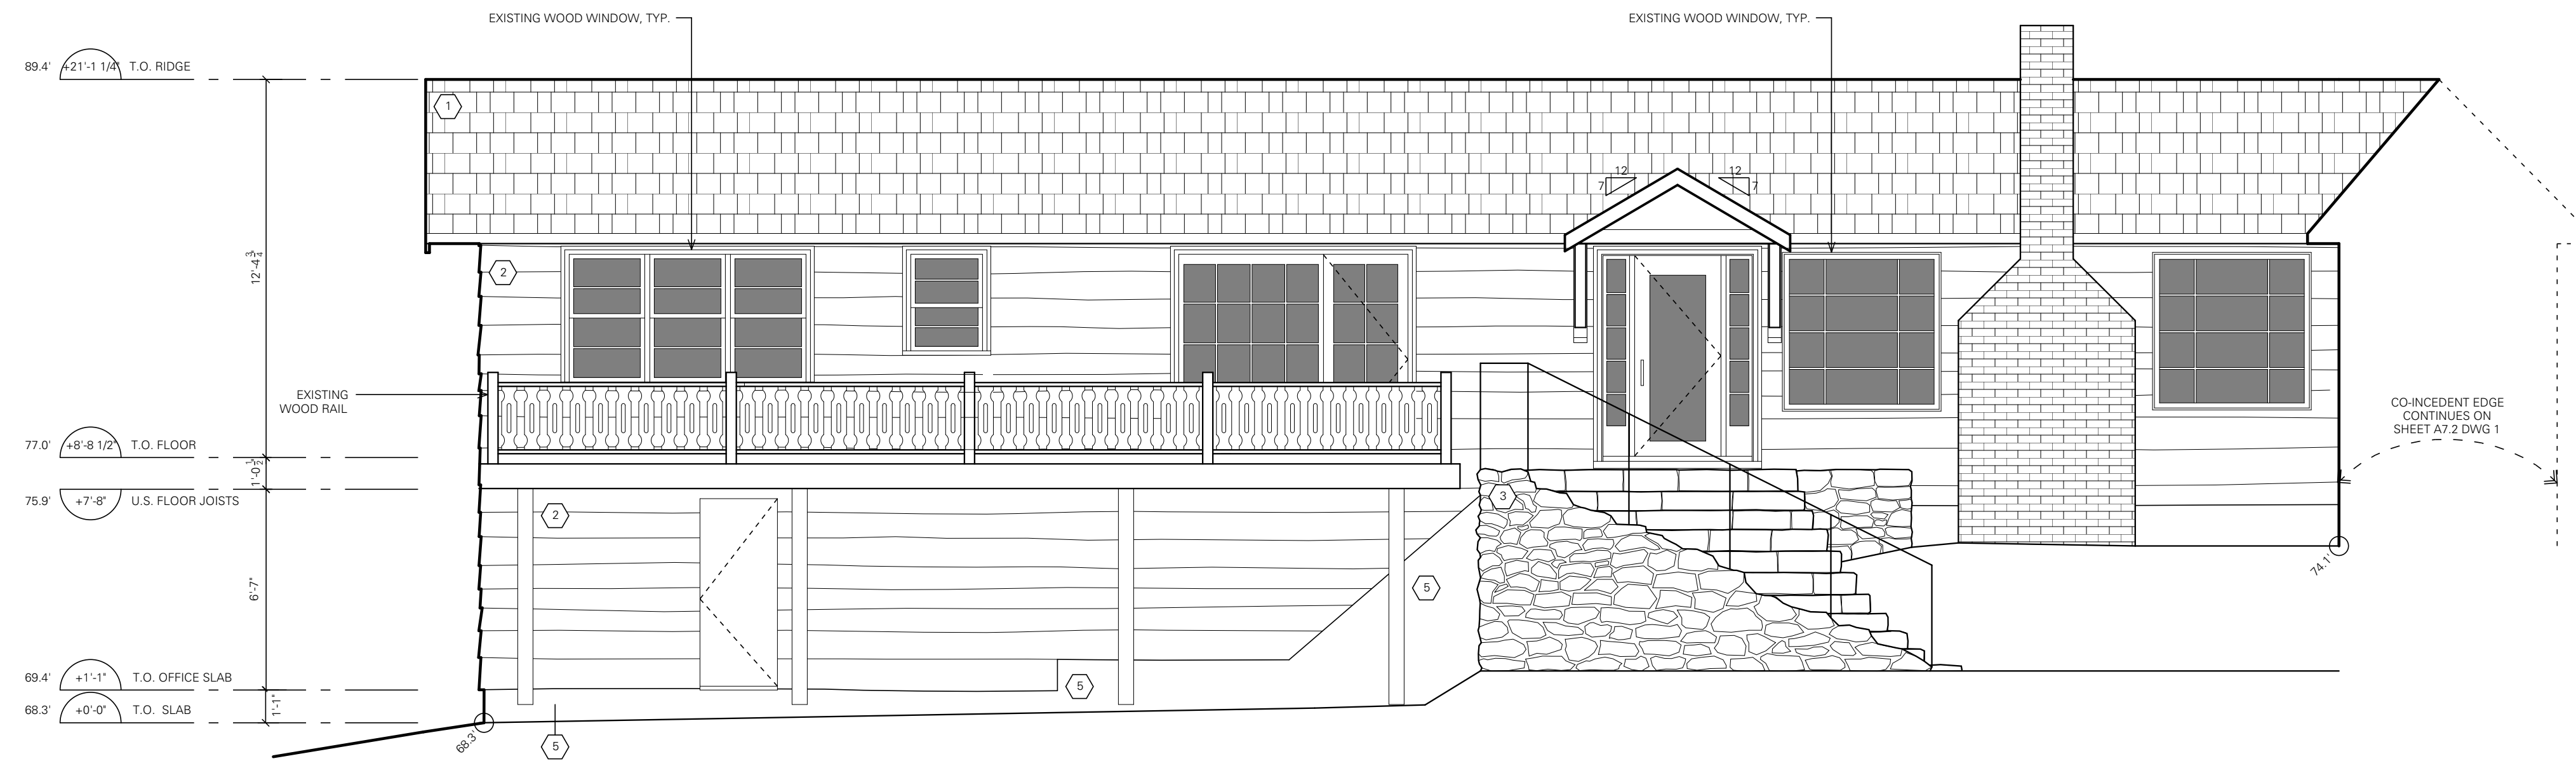 EXISTING WOOD WINDOW, TYP.
EXISTING WOOD WINDOW, TYP.
89.4' +21'-1 1/4" T.O. RIDGE
1
12
7
12
7
2
12'-4 3/4"
EXISTING
WOOD RAIL
CO-INCEDENT EDGE
CONTINUES ON
SHEET A7.2 DWG 1
77.0' +8'-8 1/2" T.O. FLOOR
1'-0 1/2"
75.9' +7'-8" U.S. FLOOR JOISTS
3
2
74.1'
6'-7"
5
69.4' +1'-1" T.O. OFFICE SLAB
5
1'-1"
68.3' +0'-0" T.O. SLAB
68.3'
5